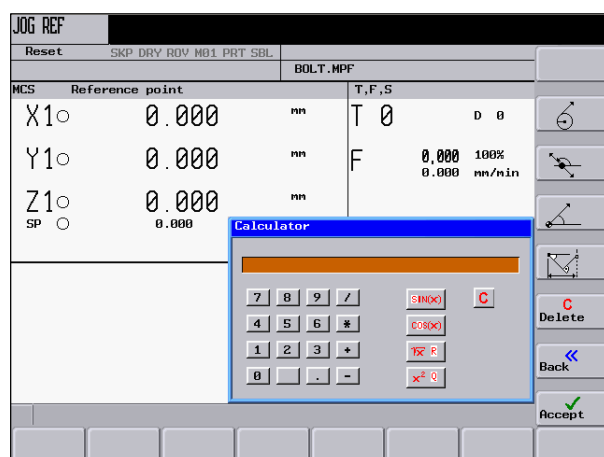 JOG REF
Reset SKP DRY ROV M01 PRT SBL
BOLT.MPF
MCS Reference point T,F,S
X1 0.000 mm T 0 D 0
Y1 0.000 mm F 0,000 100%
0.000 mm/min
Z1 0.000 mm
SP 0.000
Calculator
7 8 9 / SIN(x) C
4 5 6 * COS(x)
1 2 3 + √x R
0 . - x² Q
C
Delete
Back
Accept